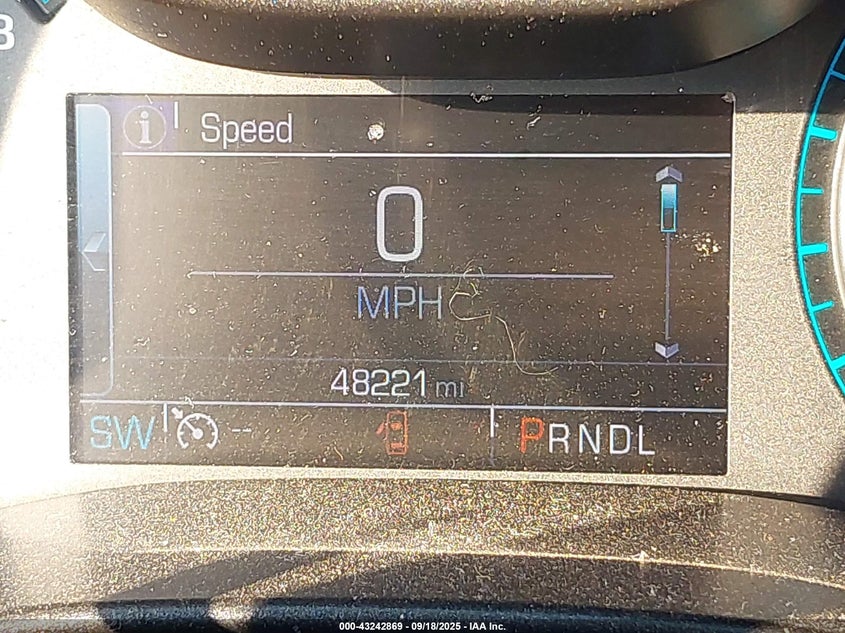 Speed
0
MPH
48221 mi
SW -- PRNDL
000-43242869 - 09/18/2025 - IAA Inc.